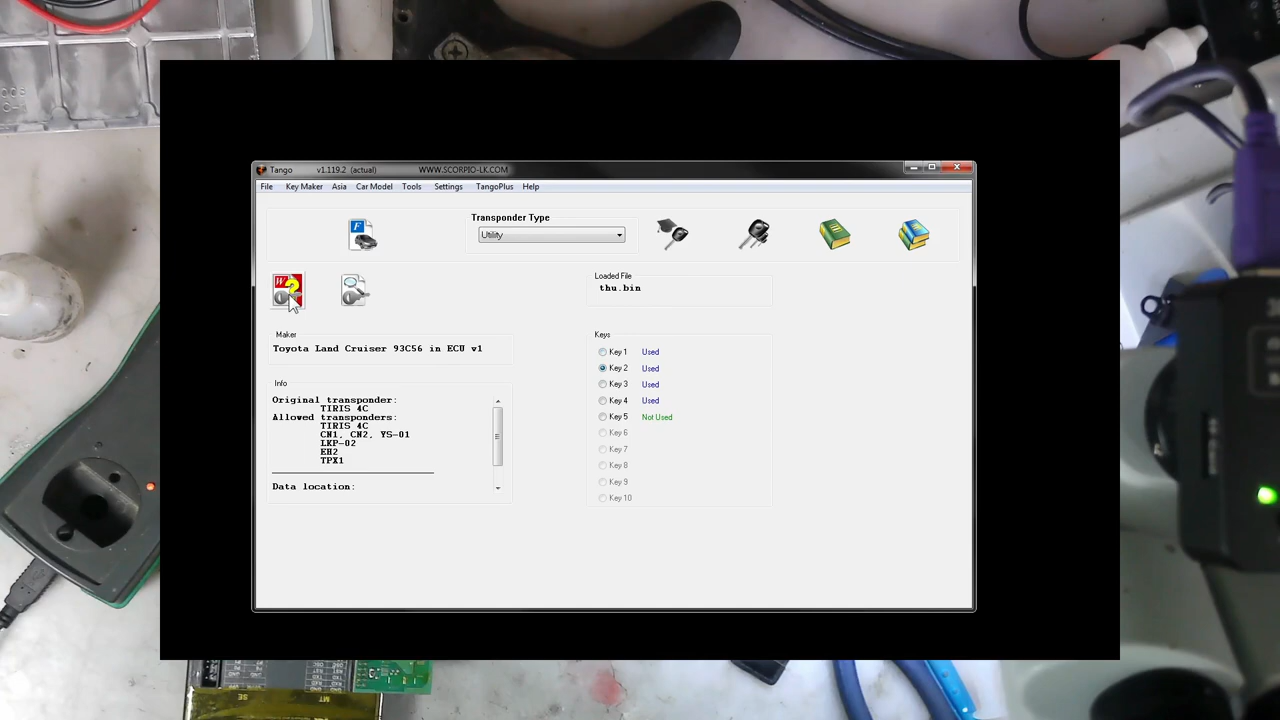 Tango v1.119.2 (actual) WWW.SCORPIO-LK.COM
File Key Maker Asia Car Model Tools Settings TangoPlus Help
Transponder Type
Utility
Loaded File
thu.bin
Maker
Toyota Land Cruiser 93C56 in ECU v1
Info
Original transponder:
TIRIS 4C
Allowed transponders:
TIRIS 4C
CN1, CN2, YS-01
LKP-02
EH2
TPX1
Data location:
Keys
Key 1 Used
Key 2 Used
Key 3 Used
Key 4 Used
Key 5 Not Used
Key 6
Key 7
Key 8
Key 9
Key 10